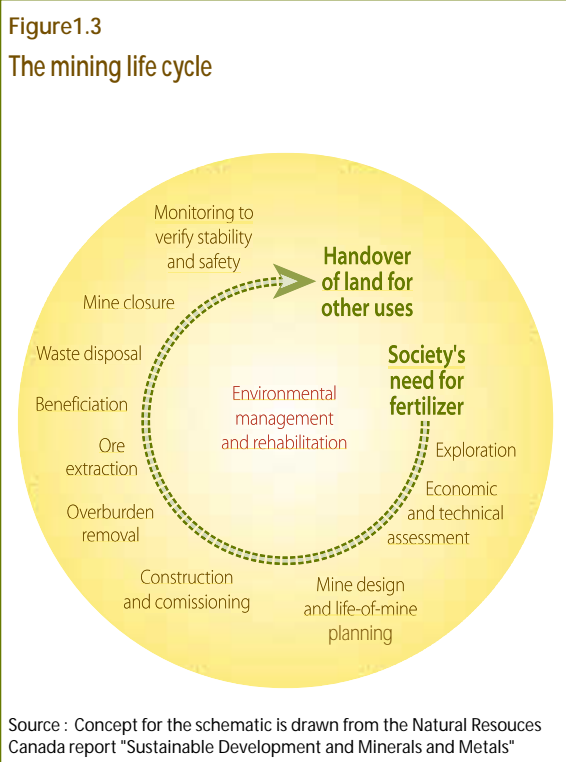 Figure1.3
The mining life cycle
Monitoring to
verify stability
and safety
Handover
of land for
other uses
Mine closure
Waste disposal
Society's
need for
fertilizer
Beneficiation
Environmental
management
and rehabilitation
Ore
extraction
Exploration
Economic
and technical
assessment
Overburden
removal
Construction
and comissioning
Mine design
and life-of-mine
planning
Source : Concept for the schematic is drawn from the Natural Resouces
Canada report "Sustainable Development and Minerals and Metals"